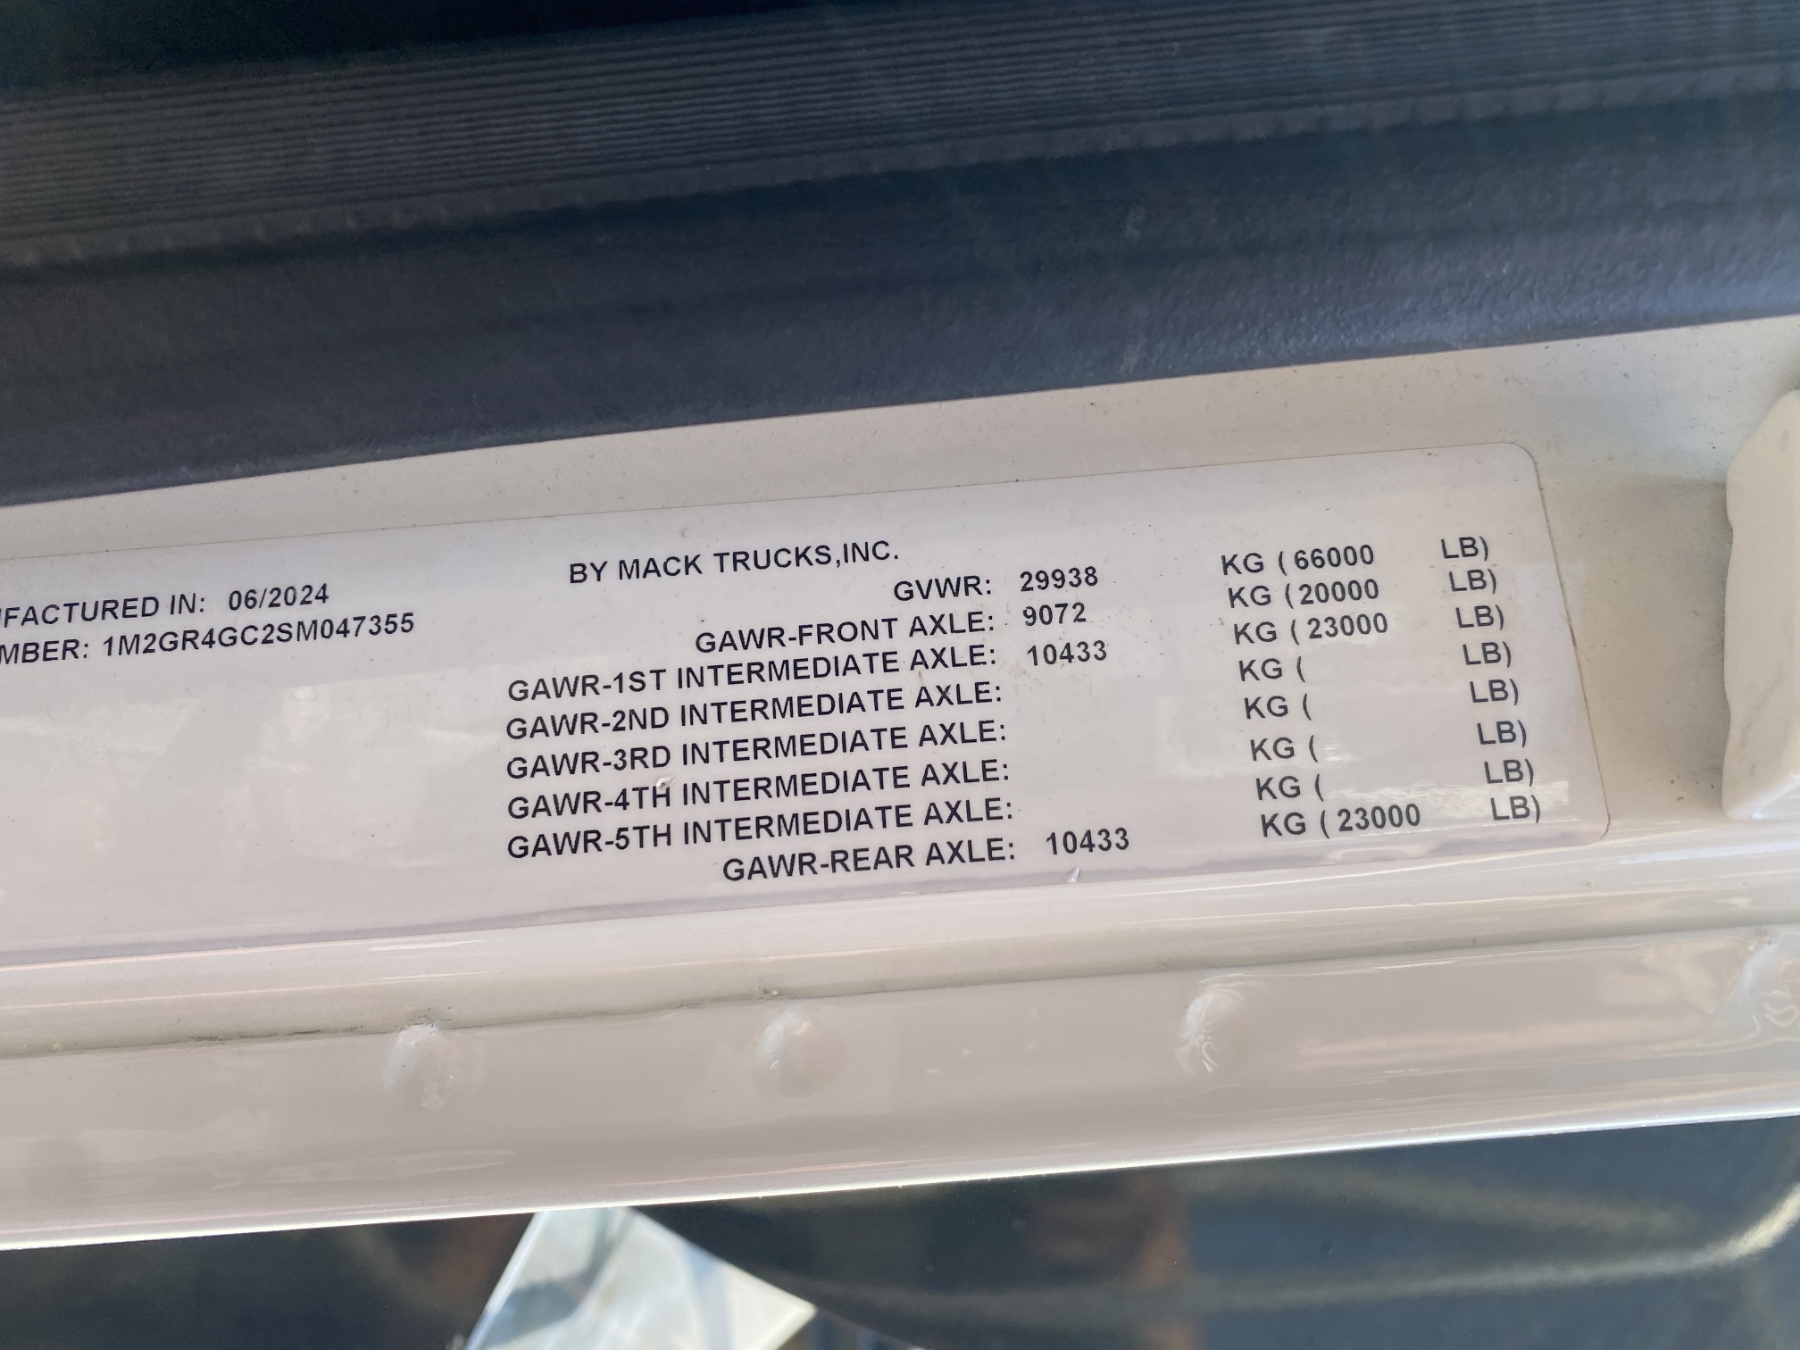 BY MACK TRUCKS,INC.
FACTURED IN: 06/2024
MBER: 1M2GR4GC2SM047355
GVWR: 29938 KG ( 66000 LB)
GAWR-FRONT AXLE: 9072 KG ( 20000 LB)
GAWR-1ST INTERMEDIATE AXLE: 10433 KG ( 23000 LB)
GAWR-2ND INTERMEDIATE AXLE: KG ( LB)
GAWR-3RD INTERMEDIATE AXLE: KG ( LB)
GAWR-4TH INTERMEDIATE AXLE: KG ( LB)
GAWR-5TH INTERMEDIATE AXLE: KG ( LB)
GAWR-REAR AXLE: 10433 KG ( 23000 LB)